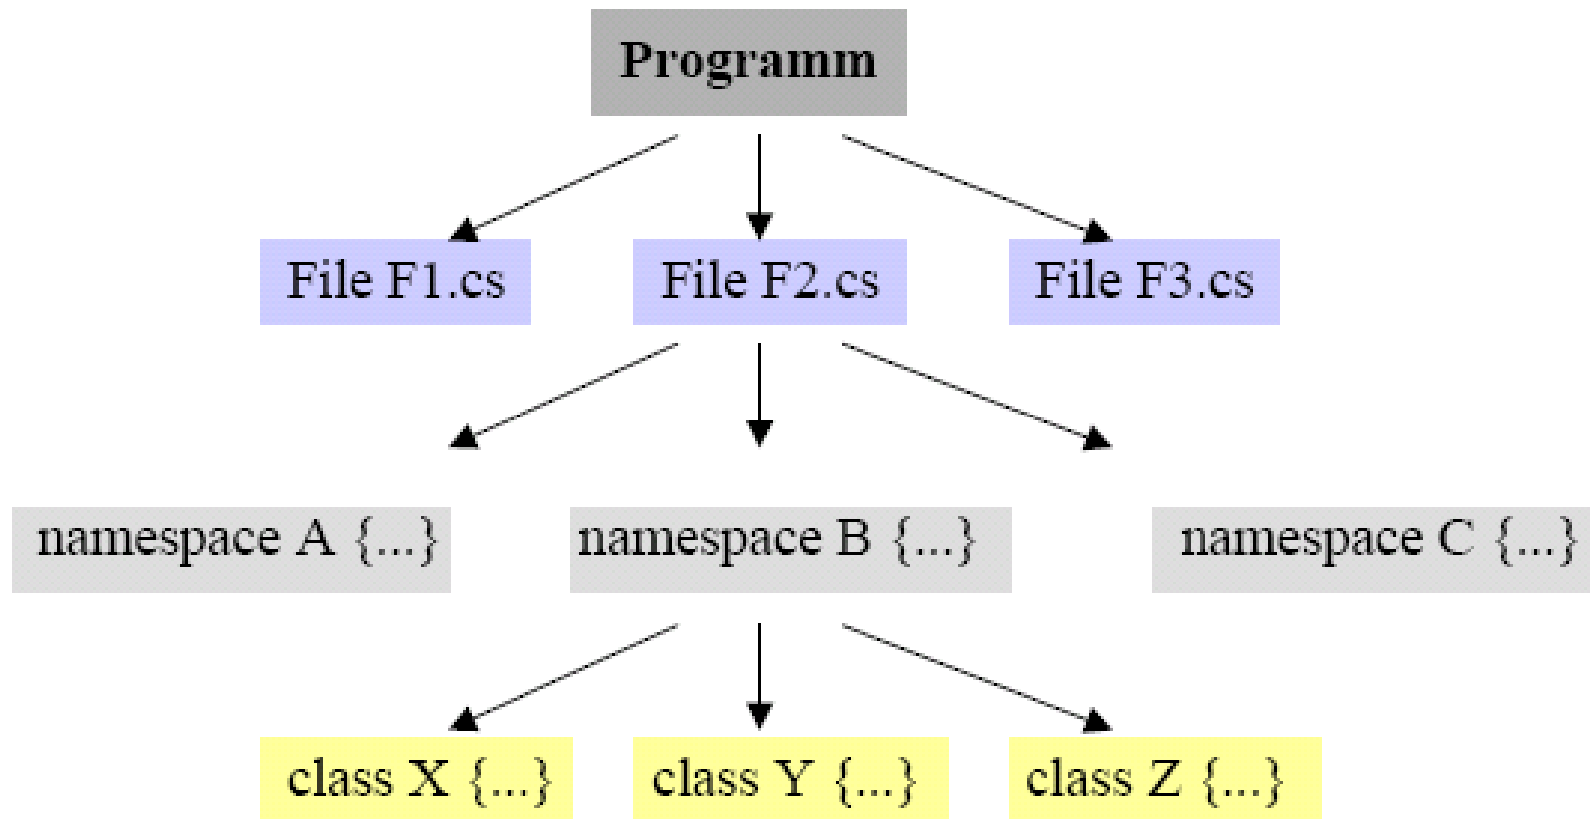 Programm
File F1.cs
File F2.cs
File F3.cs
namespace A {...}
namespace B {...}
namespace C {...}
class X {...}
class Y {...}
class Z {...}